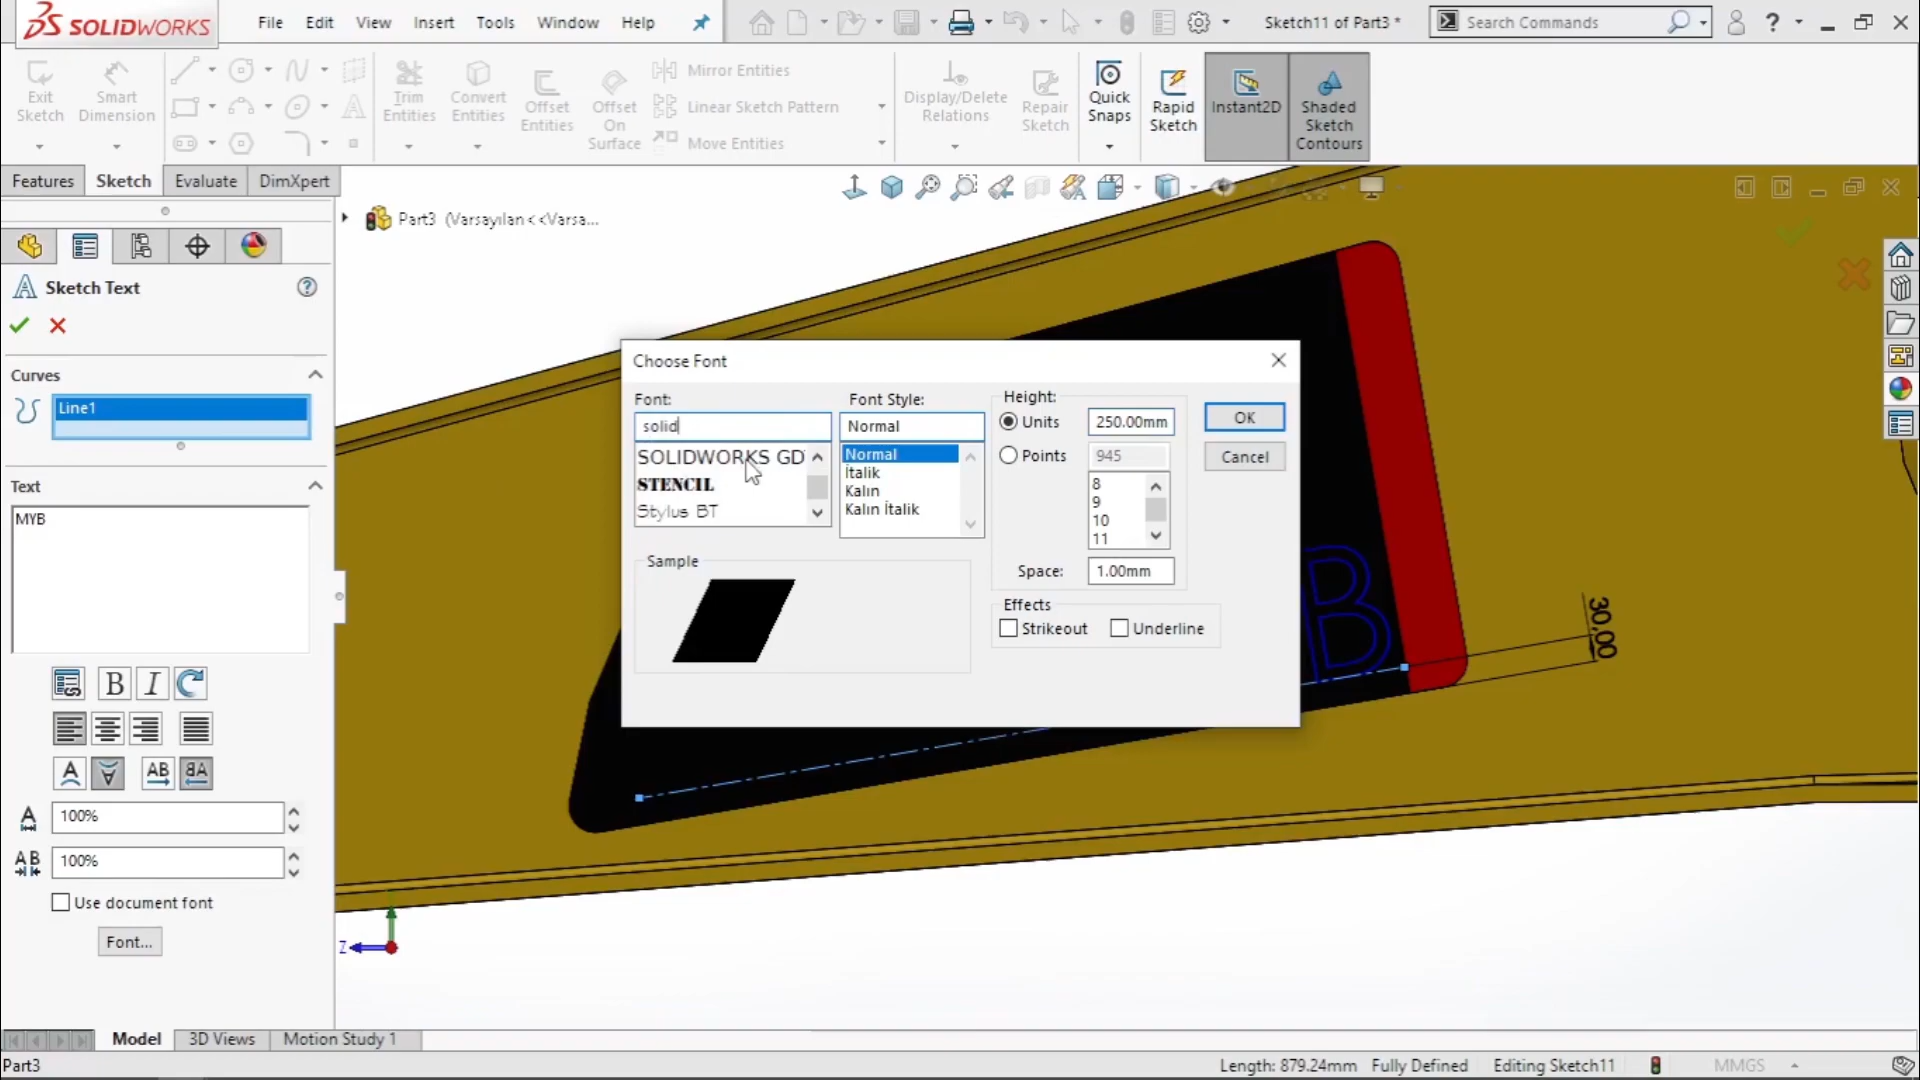 SOLIDWORKS
File Edit View Insert Tools Window Help
Sketch11 of Part3 *
Search Commands
Exit Sketch
Smart Dimension
Trim Entities
Convert Entities
Offset Entities
Offset On Surface
Mirror Entities
Linear Sketch Pattern
Move Entities
Display/Delete Relations
Repair Sketch
Quick Snaps
Rapid Sketch
Instant2D
Shaded Sketch Contours
Features Sketch Evaluate DimXpert
Part3 (Varsayılan<<Varsa...
Sketch Text
Curves
Line1
Text
MYB
B I
AB
100%
AB
100%
Use document font
Font...
Choose Font
Font:
solid
SOLIDWORKS GD
STENCIL
Stylus BT
Font Style:
Normal
Normal
İtalik
Kalın
Kalın İtalik
Height:
Units 250.00mm
Points 945
8
9
10
11
Space: 1.00mm
OK
Cancel
Sample
Effects
Strikeout Underline
B
30,00
Z
Model 3D Views Motion Study 1
Part3
Length: 879.24mm Fully Defined Editing Sketch11 MMGS